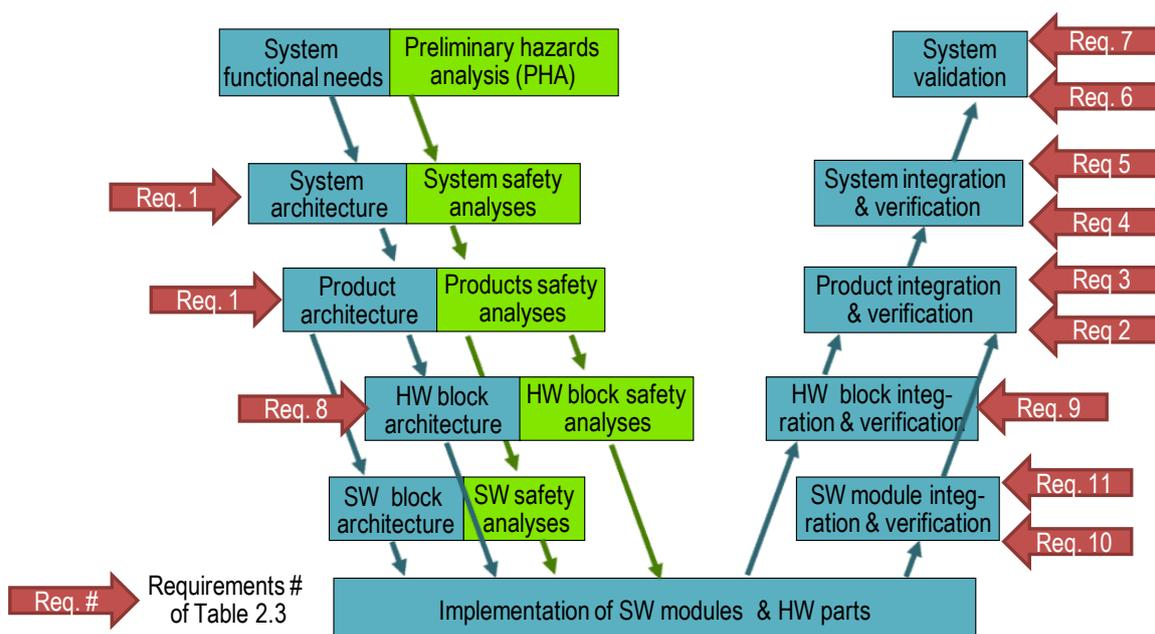 System
functional needs
Preliminary hazards
analysis (PHA)
System
validation
Req. 7
Req. 6
Req. 1
System
architecture
System safety
analyses
System integration
& verification
Req 5
Req 4
Req. 1
Product
architecture
Products safety
analyses
Product integration
& verification
Req 3
Req 2
Req. 8
HW block
architecture
HW block safety
analyses
HW block integ-
ration & verification
Req. 9
SW block
architecture
SW safety
analyses
SW module integ-
ration & verification
Req. 11
Req. 10
Req. #
Requirements #
of Table 2.3
Implementation of SW modules & HW parts